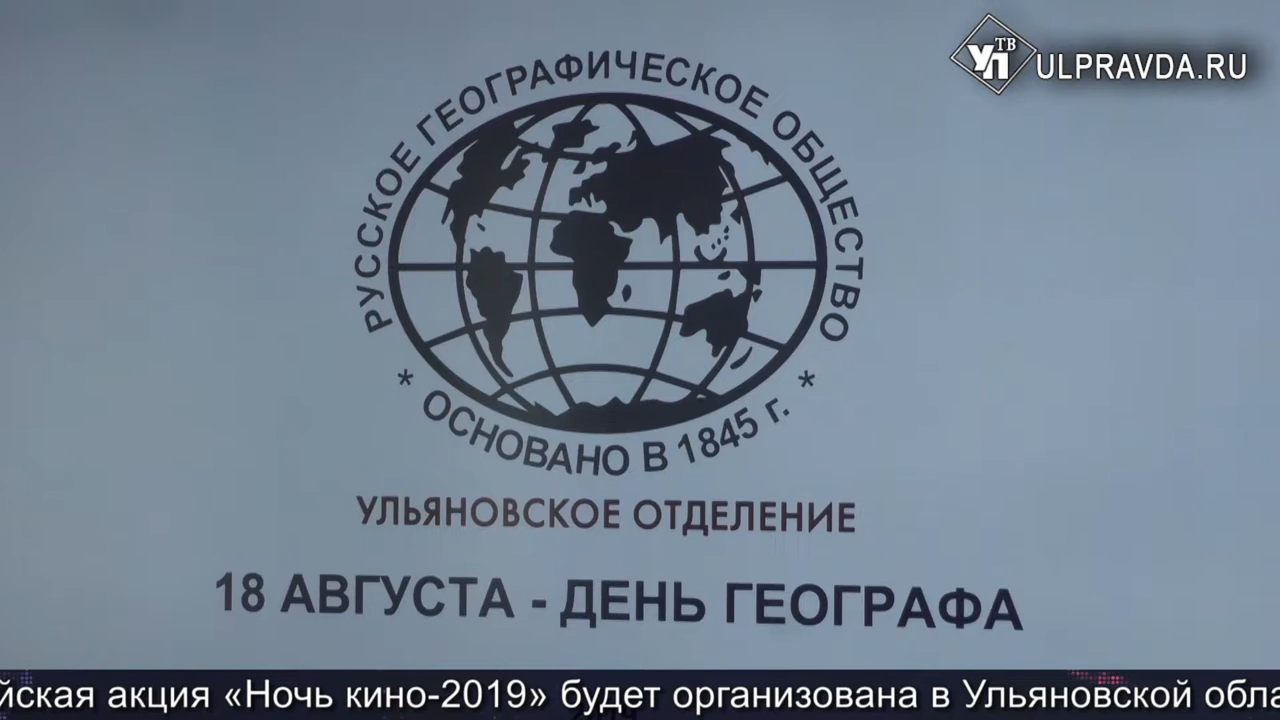 УП ТВ
ULPRAVDA.RU
РУССКОЕ ГЕОГРАФИЧЕСКОЕ ОБЩЕСТВО
* ОСНОВАНО В 1845 г. *
УЛЬЯНОВСКОЕ ОТДЕЛЕНИЕ
18 АВГУСТА - ДЕНЬ ГЕОГРАФА
йская акция «Ночь кино-2019» будет организована в Ульяновской обла